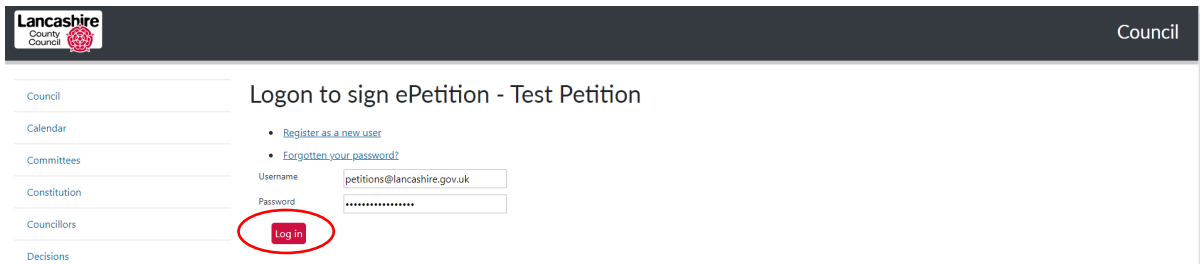 Lancashire
County
Council
Council
Council
Calendar
Committees
Constitution
Councillors
Decisions
Logon to sign ePetition - Test Petition
Register as a new user
Forgotten your password?
Username petitions@lancashire.gov.uk
Password ••••••••••••••••
Log in